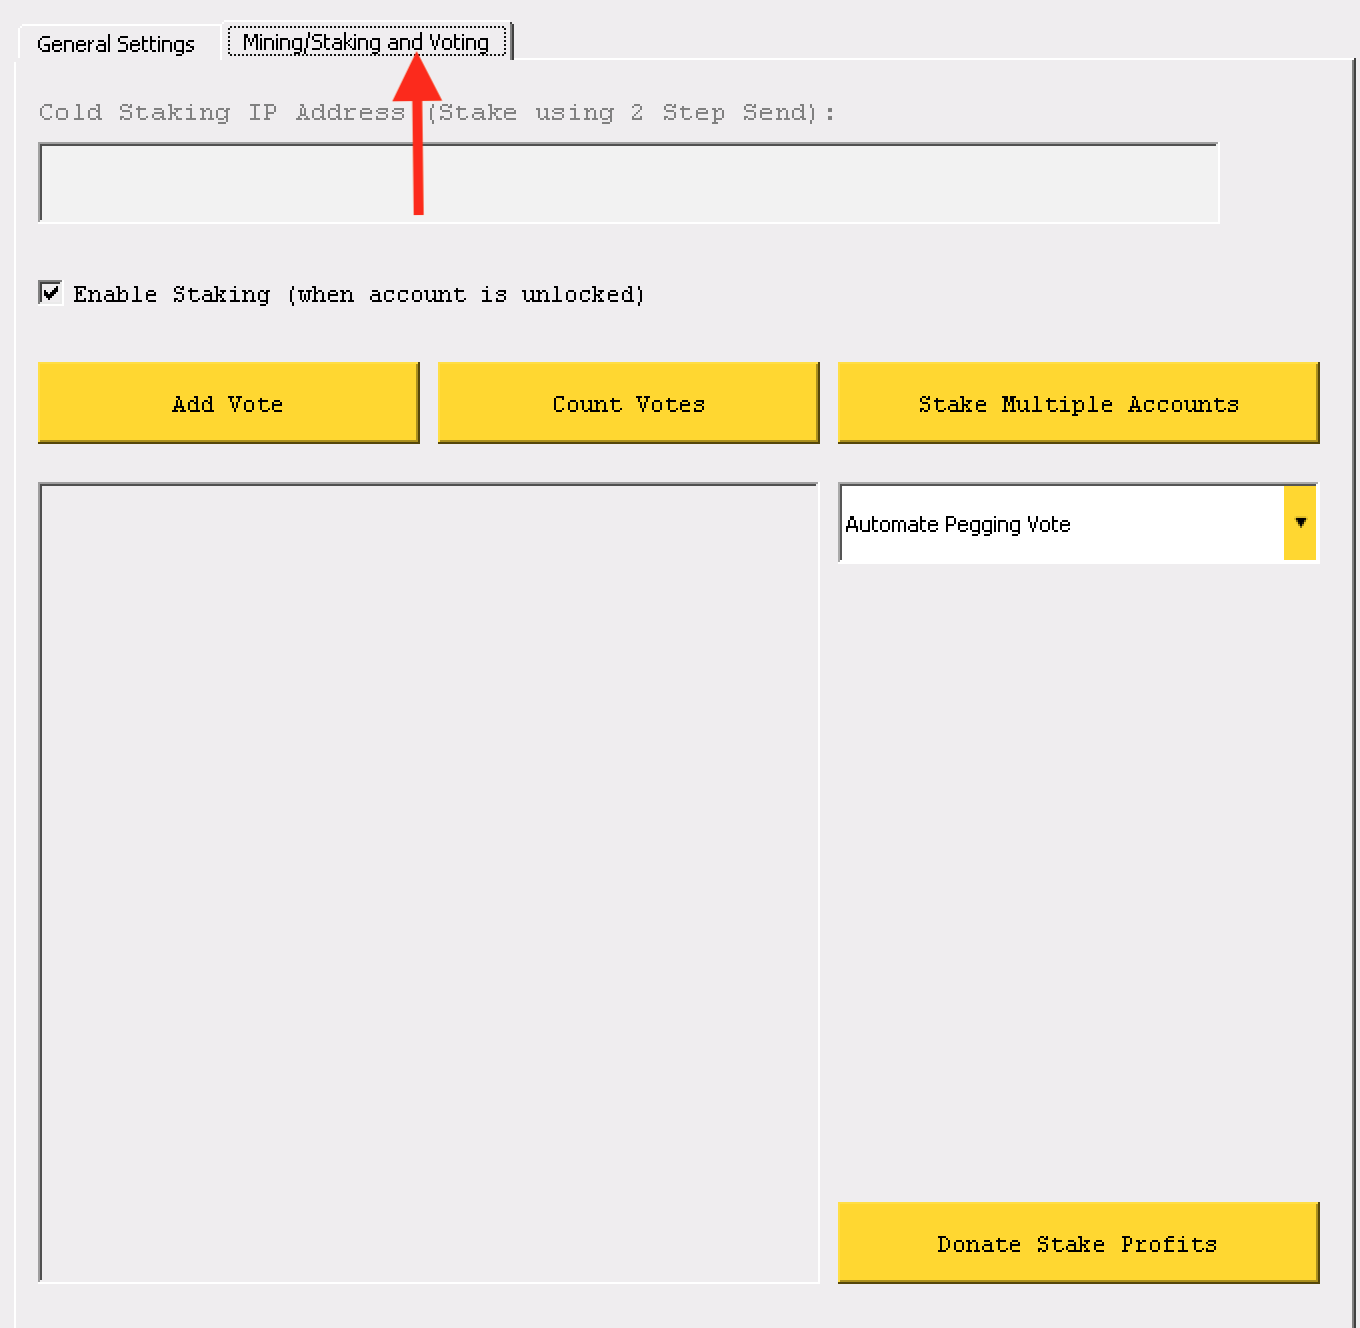 General Settings
Mining/Staking and Voting
Cold Staking IP Address (Stake using 2 Step Send):
Enable Staking (when account is unlocked)
Add Vote
Count Votes
Stake Multiple Accounts
Automate Pegging Vote
Donate Stake Profits